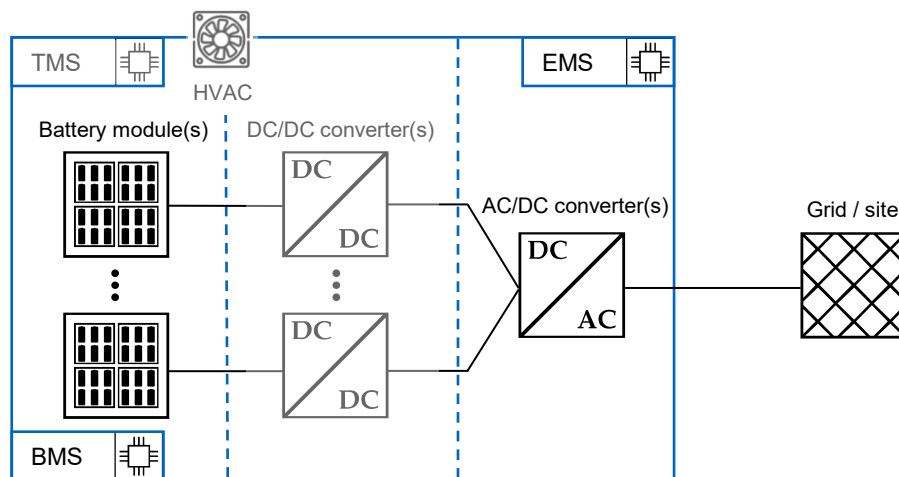 TMS
HVAC
EMS
Battery module(s)
DC/DC converter(s)
DC
DC
AC/DC converter(s)
Grid / site
DC
AC
DC
DC
BMS